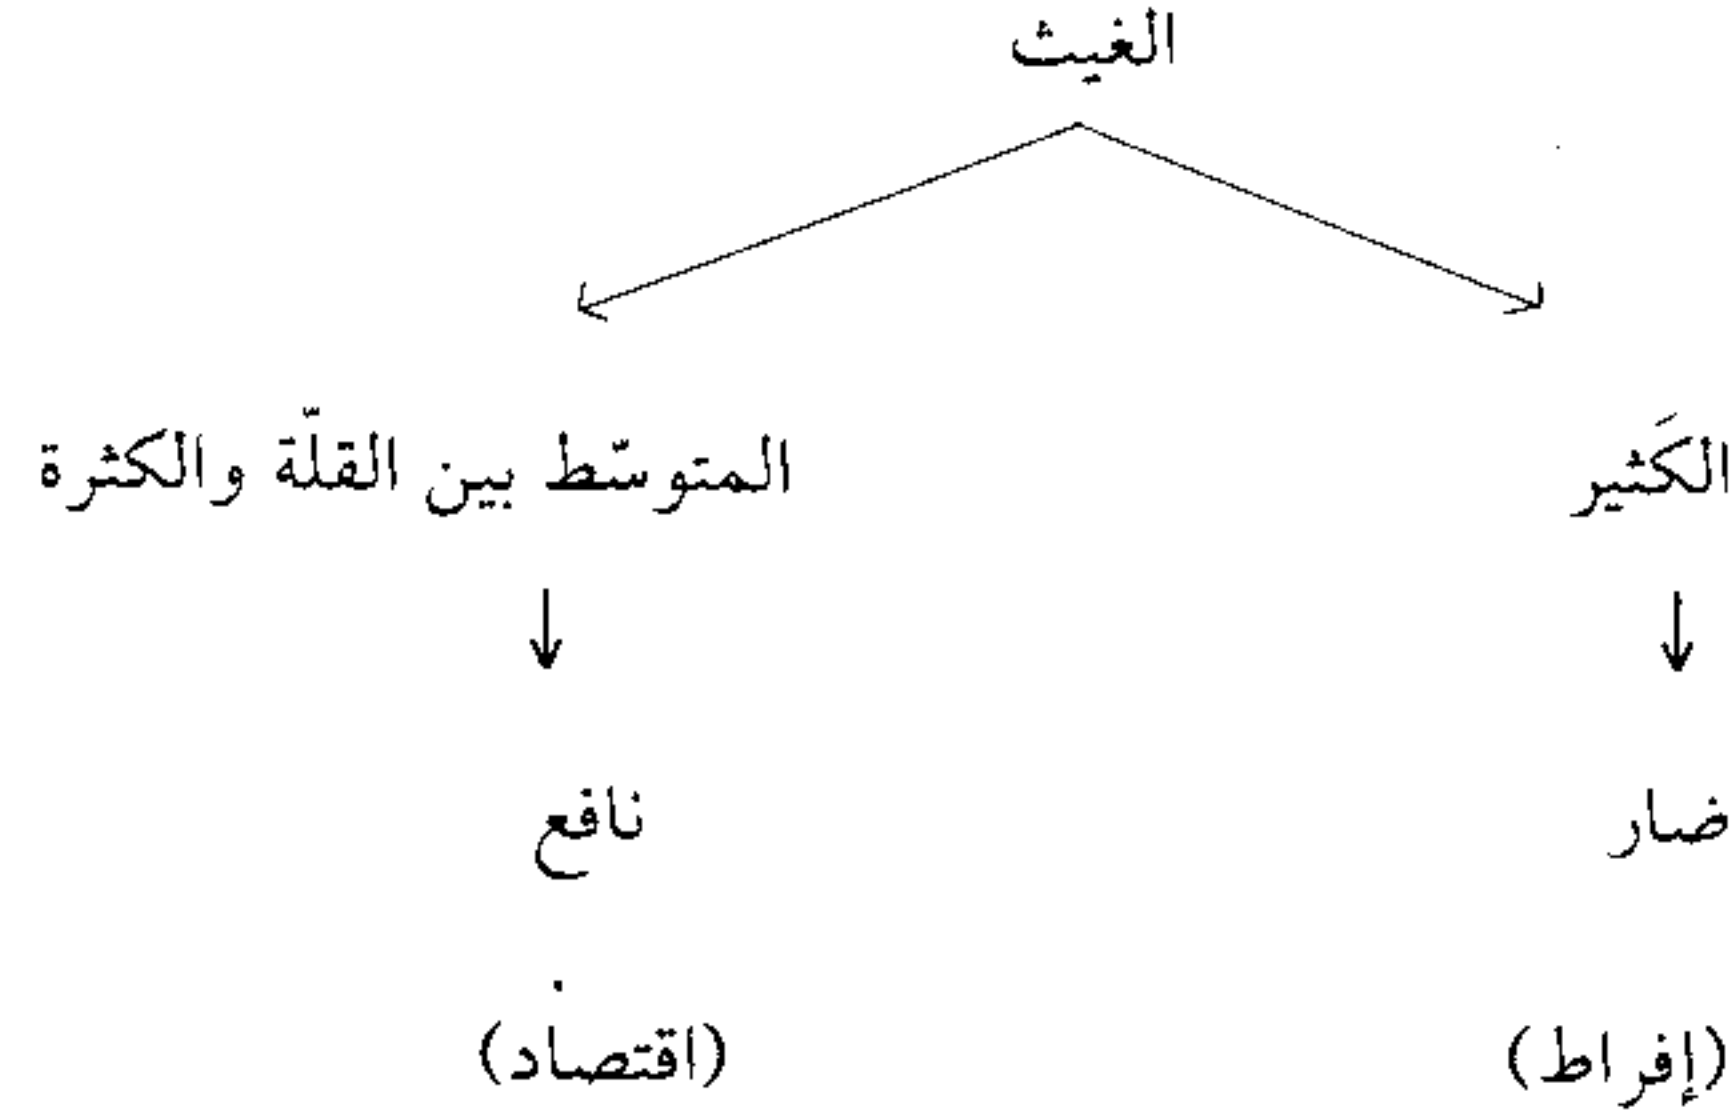 الغيث
الكَثير
المتوسّط بين القلّة والكثرة
ضار
نافع
(إفراط)
(اقتصاد)